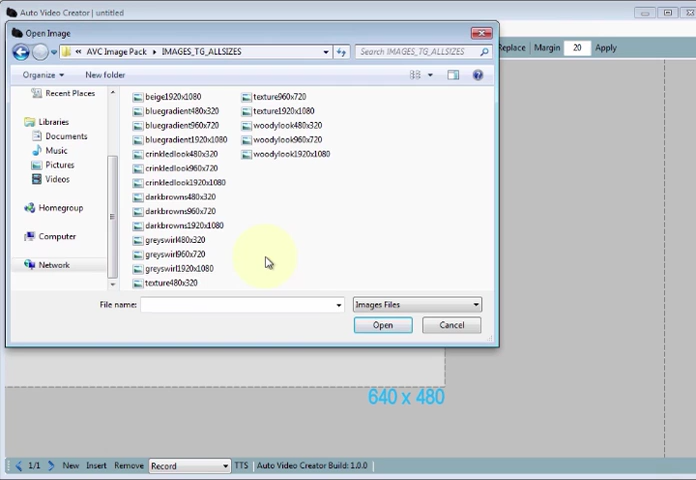 Auto Video Creator | untitled
Open Image
« AVC Image Pack ▸ IMAGES_TG_ALLSIZES
Search IMAGES_TG_ALLSIZES
Replace Margin 20 Apply
Organize New folder
Recent Places
Libraries
Documents
Music
Pictures
Videos
Homegroup
Computer
Network
beige1920x1080
bluegradient480x320
bluegradient960x720
bluegradient1920x1080
crinkledlook480x320
crinkledlook960x720
crinkledlook1920x1080
darkbrowns480x320
darkbrowns960x720
darkbrowns1920x1080
greyswirl480x320
greyswirl960x720
greyswirl1920x1080
texture480x320
texture960x720
texture1920x1080
woodylook480x320
woodylook960x720
woodylook1920x1080
File name:
Images Files
Open Cancel
640 x 480
1/1 New Insert Remove Record TTS Auto Video Creator Build: 1.0.0